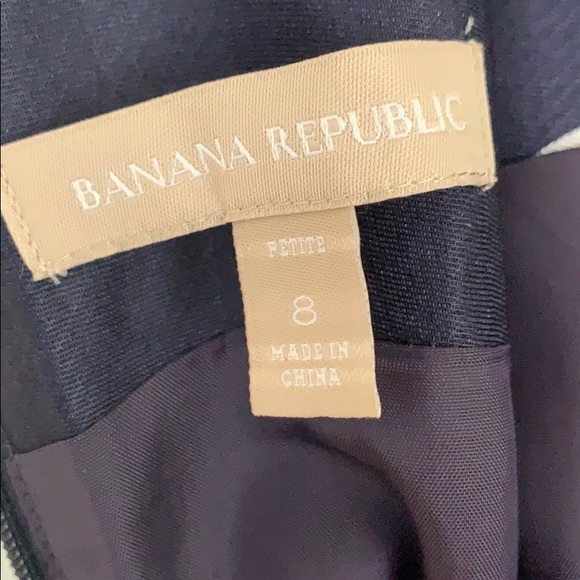 BANANA REPUBLIC
PETITE
8
MADE IN
CHINA